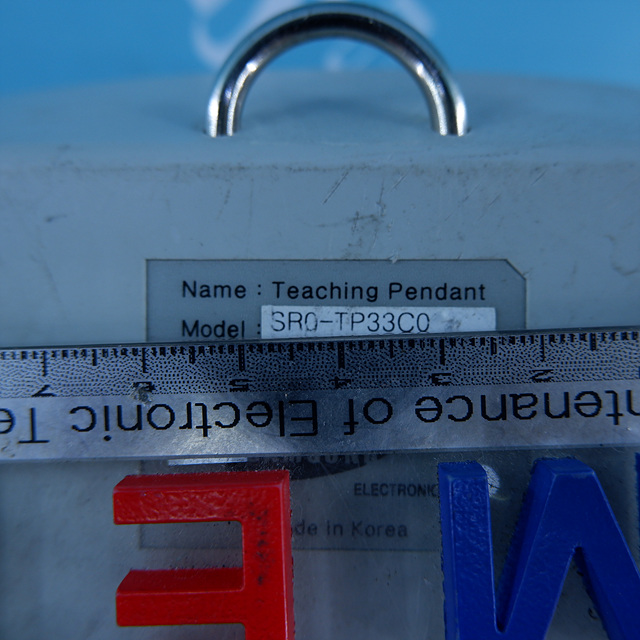 Name : Teaching Pendant
Model : SR0-TP33C0
7 6 5 4 3 2
ntenance of Electronic Te
ELECTRONIC
de in Korea
E N